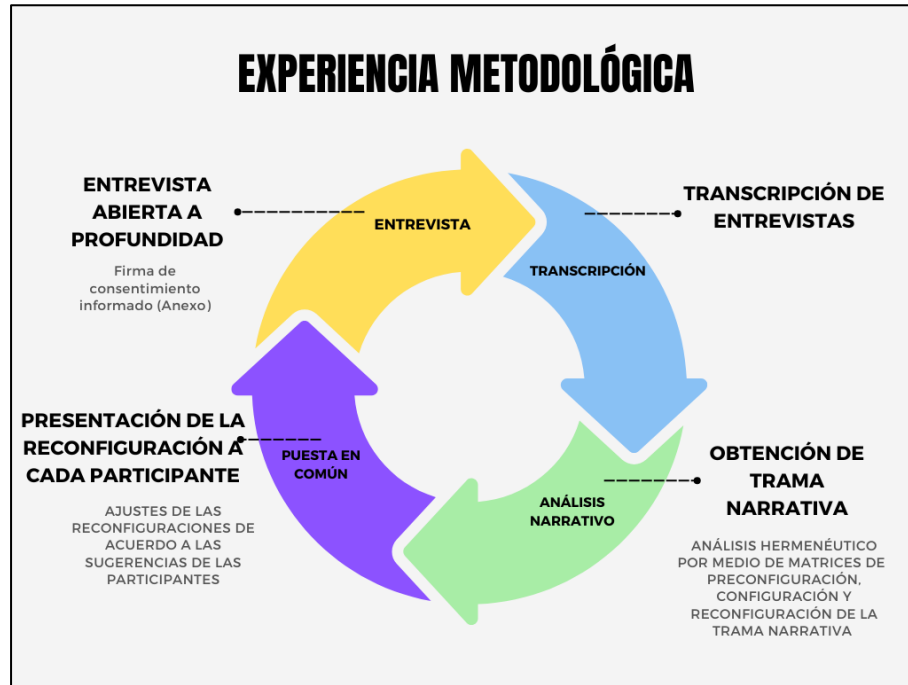 EXPERIENCIA METODOLÓGICA
ENTREVISTA
ABIERTA A
PROFUNDIDAD
Firma de
consentimiento
informado (Anexo)
ENTREVISTA
TRANSCRIPCIÓN DE
ENTREVISTAS
TRANSCRIPCIÓN
OBTENCIÓN DE
TRAMA
NARRATIVA
ANÁLISIS HERMENÉUTICO
POR MEDIO DE MATRICES DE
PRECONFIGURACIÓN,
CONFIGURACIÓN Y
RECONFIGURACIÓN DE LA
TRAMA NARRATIVA
ANÁLISIS
NARRATIVO
PRESENTACIÓN DE LA
RECONFIGURACIÓN A
CADA PARTICIPANTE
AJUSTES DE LAS
RECONFIGURACIONES DE
ACUERDO A LAS
SUGERENCIAS DE LAS
PARTICIPANTES
PUESTA EN
COMÚN